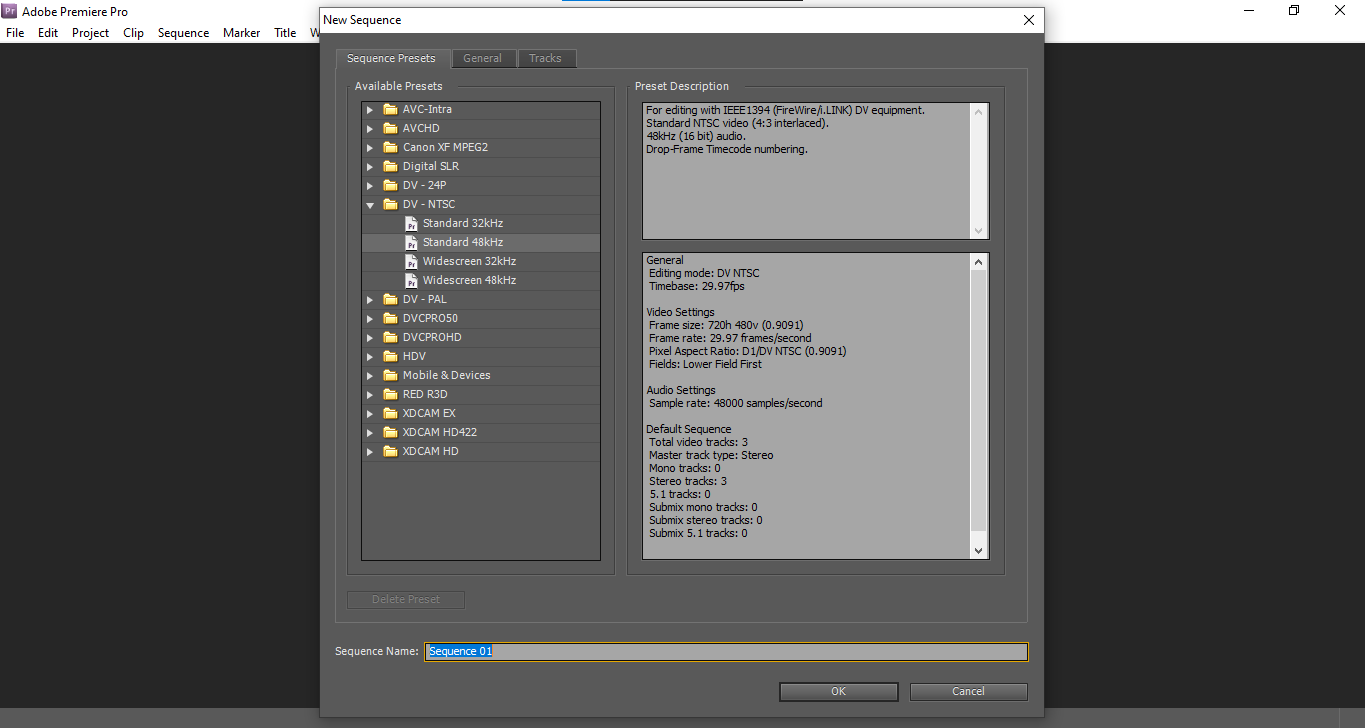 Pr Adobe Premiere Pro
File Edit Project Clip Sequence Marker Title
New Sequence
Sequence Presets General Tracks
Available Presets
AVC-Intra
AVCHD
Canon XF MPEG2
Digital SLR
DV - 24P
DV - NTSC
Pr Standard 32kHz
Pr Standard 48kHz
Pr Widescreen 32kHz
Pr Widescreen 48kHz
DV - PAL
DVCPRO50
DVCPROHD
HDV
Mobile & Devices
RED R3D
XDCAM EX
XDCAM HD422
XDCAM HD
Delete Preset
Preset Description
For editing with IEEE1394 (FireWire/i.LINK) DV equipment.
Standard NTSC video (4:3 interlaced).
48kHz (16 bit) audio.
Drop-Frame Timecode numbering.
General
Editing mode: DV NTSC
Timebase: 29.97fps
Video Settings
Frame size: 720h 480v (0.9091)
Frame rate: 29.97 frames/second
Pixel Aspect Ratio: D1/DV NTSC (0.9091)
Fields: Lower Field First
Audio Settings
Sample rate: 48000 samples/second
Default Sequence
Total video tracks: 3
Master track type: Stereo
Mono tracks: 0
Stereo tracks: 3
5.1 tracks: 0
Submix mono tracks: 0
Submix stereo tracks: 0
Submix 5.1 tracks: 0
Sequence Name: Sequence 01
OK Cancel